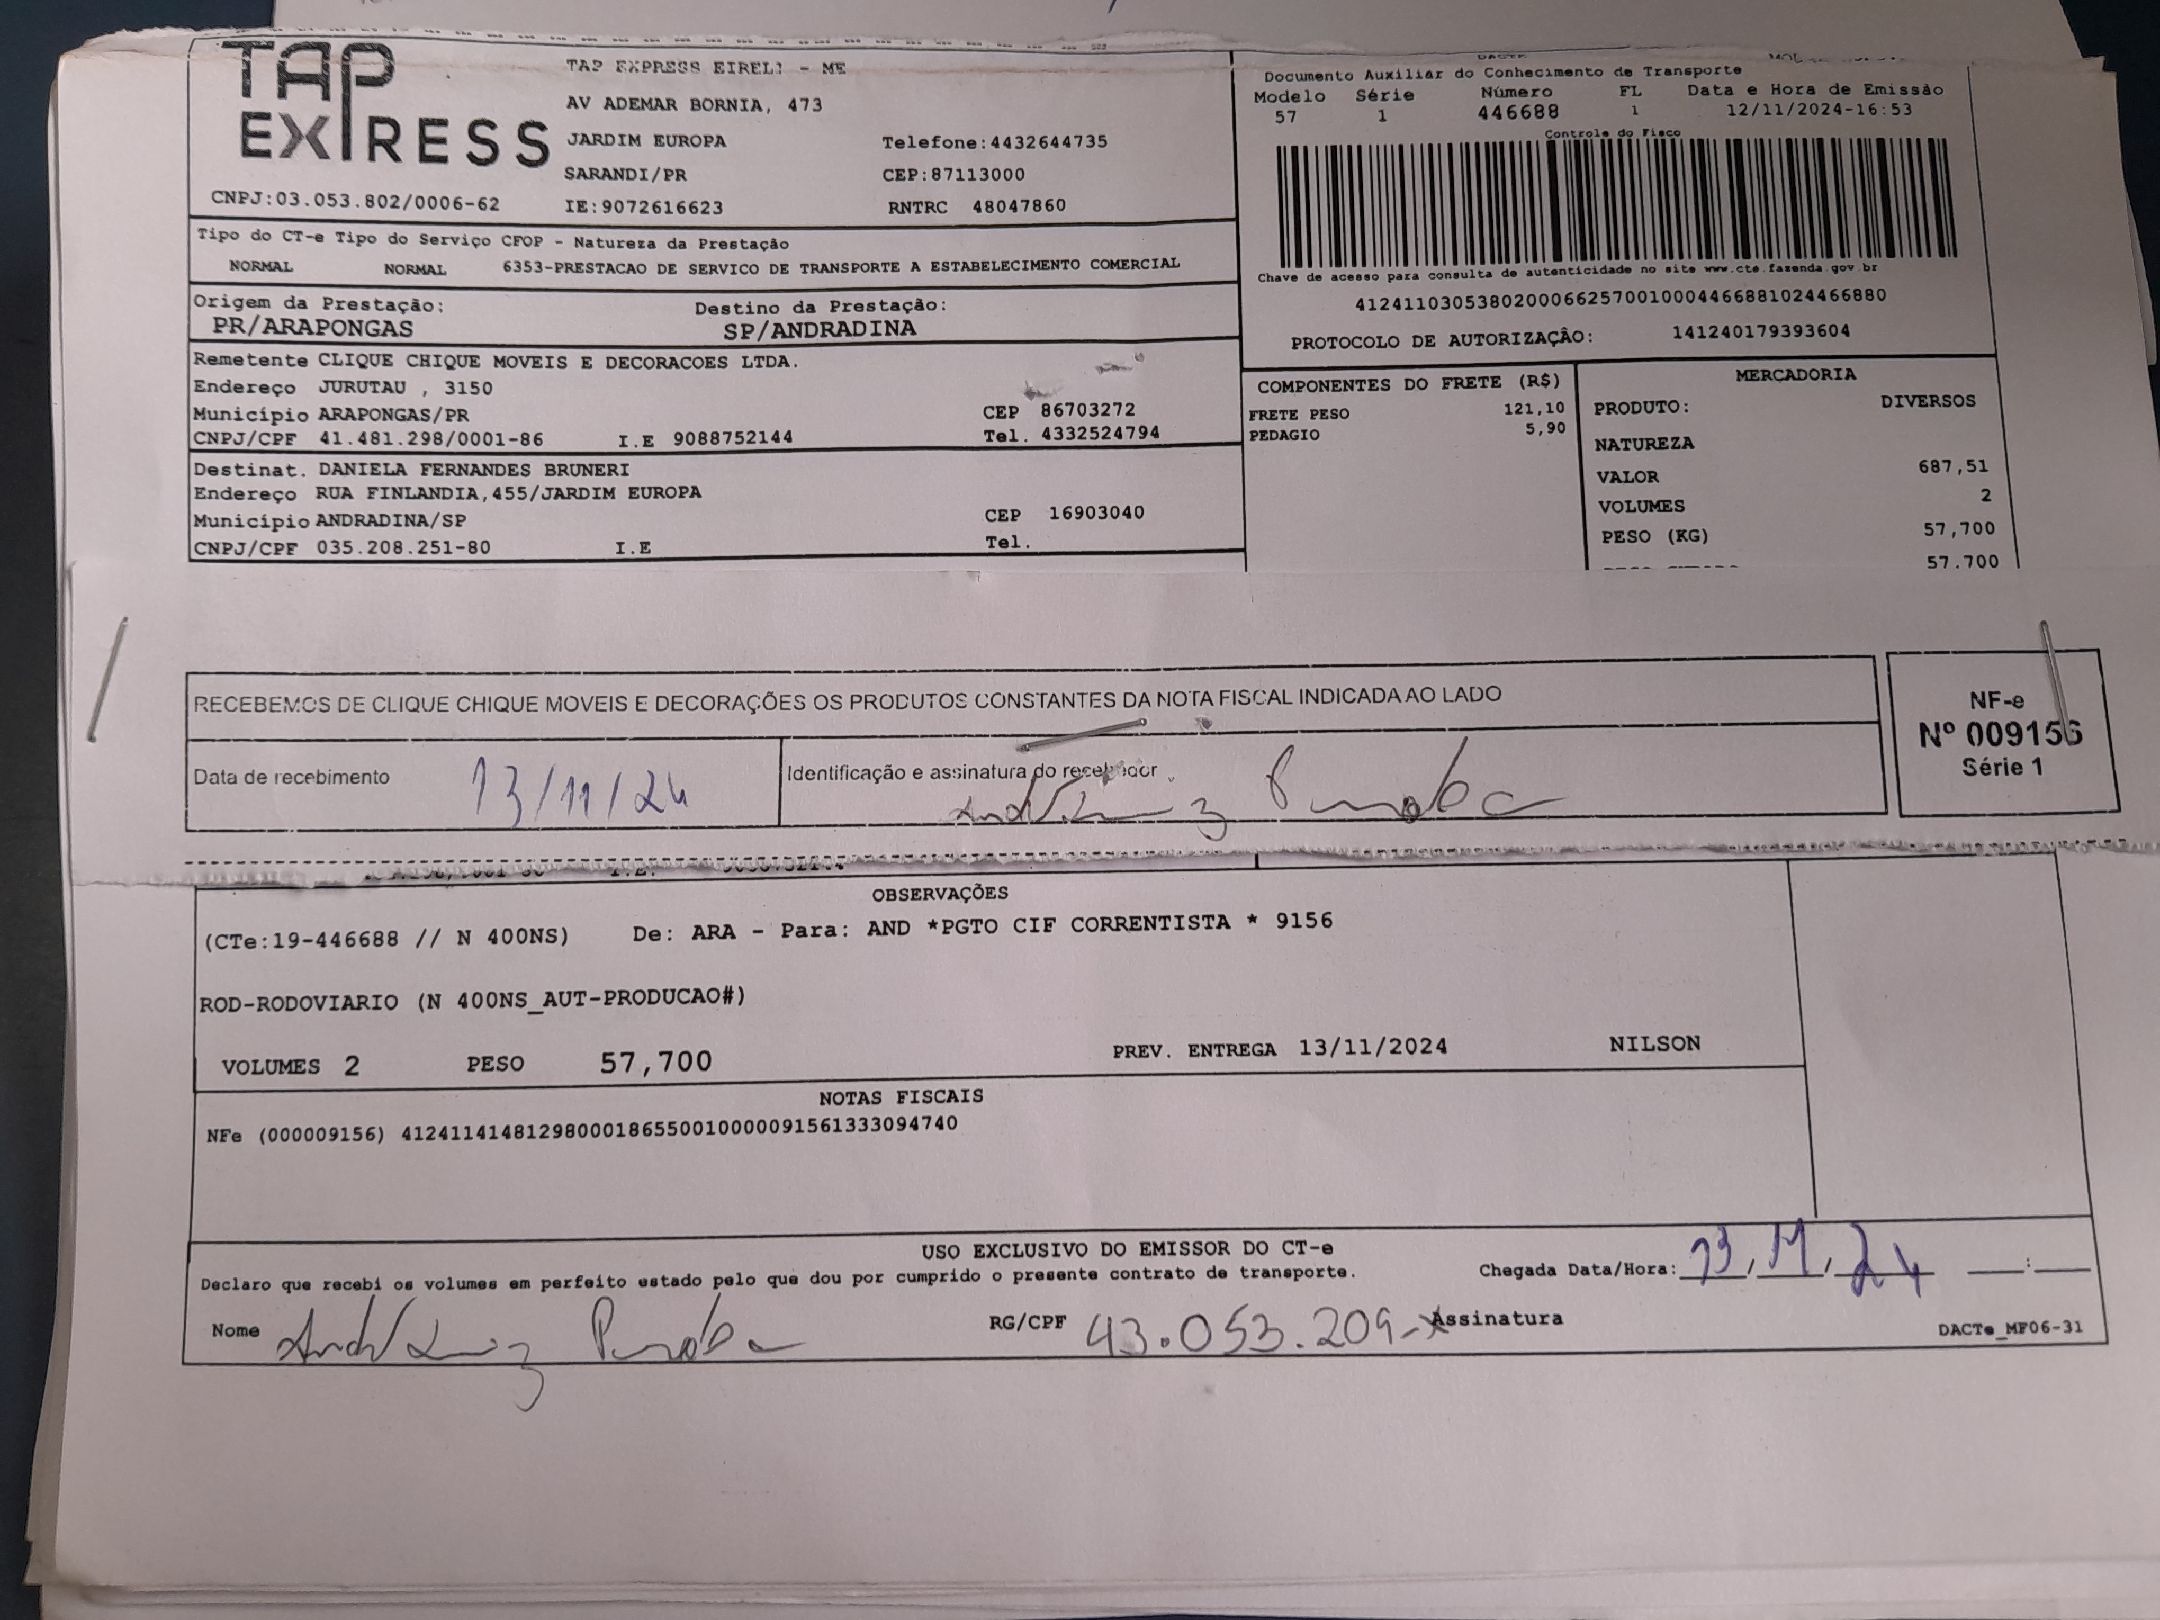 TAP
EXPRESS
TAP EXPRESS EIRELI - ME
AV ADEMAR BORNIA, 473
JARDIM EUROPA Telefone:4432644735
SARANDI/PR CEP:87113000
CNPJ:03.053.802/0006-62 IE:9072616623 RNTRC 48047860
Documento Auxiliar do Conhecimento de Transporte
Modelo Série Número FL Data e Hora de Emissão
57 1 446688 1 12/11/2024-16:53
Controle do Fisco
Chave de acesso para consulta de autenticidade no site www.cte.fazenda.gov.br
41241103053802000662570010004466881024466880
PROTOCOLO DE AUTORIZAÇÃO: 141240179393604
Tipo do CT-e Tipo do Serviço CFOP - Natureza da Prestação
NORMAL NORMAL 6353-PRESTACAO DE SERVICO DE TRANSPORTE A ESTABELECIMENTO COMERCIAL
Origem da Prestação: Destino da Prestação:
PR/ARAPONGAS SP/ANDRADINA
Remetente CLIQUE CHIQUE MOVEIS E DECORACOES LTDA.
Endereço JURUTAU , 3150
Município ARAPONGAS/PR CEP 86703272
CNPJ/CPF 41.481.298/0001-86 I.E 9088752144 Tel. 4332524794
Destinat. DANIELA FERNANDES BRUNERI
Endereço RUA FINLANDIA,455/JARDIM EUROPA
Município ANDRADINA/SP CEP 16903040
CNPJ/CPF 035.208.251-80 I.E Tel.
COMPONENTES DO FRETE (R$)
FRETE PESO 121,10
PEDAGIO 5,90
MERCADORIA
PRODUTO: DIVERSOS
NATUREZA
VALOR 687,51
VOLUMES 2
PESO (KG) 57,700
57.700
RECEBEMOS DE CLIQUE CHIQUE MOVEIS E DECORAÇÕES OS PRODUTOS CONSTANTES DA NOTA FISCAL INDICADA AO LADO
Data de recebimento 13/11/24 Identificação e assinatura do recebedor
NF-e
Nº 009156
Série 1
OBSERVAÇÕES
(CTe:19-446688 // N 400NS) De: ARA - Para: AND *PGTO CIF CORRENTISTA * 9156
ROD-RODOVIARIO (N 400NS_AUT-PRODUCAO#)
VOLUMES 2 PESO 57,700 PREV. ENTREGA 13/11/2024 NILSON
NOTAS FISCAIS
NFe (000009156) 41241141481298000186550010000091561333094740
USO EXCLUSIVO DO EMISSOR DO CT-e
Declaro que recebi os volumes em perfeito estado pelo que dou por cumprido o presente contrato de transporte.
Chegada Data/Hora: 13, 11, 24 :
Nome RG/CPF 43.053.209-X Assinatura
DACTe_MF06-31